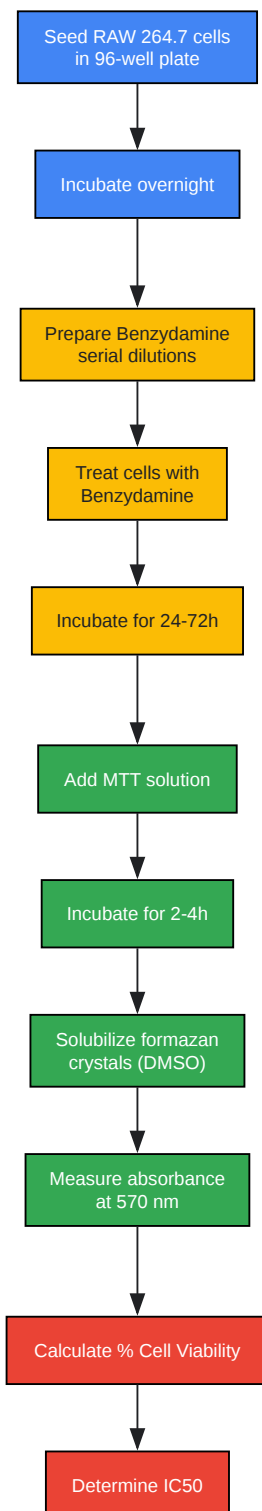 Seed RAW 264.7 cells
in 96-well plate
Incubate overnight
Prepare Benzydamine
serial dilutions
Treat cells with
Benzydamine
Incubate for 24-72h
Add MTT solution
Incubate for 2-4h
Solubilize formazan
crystals (DMSO)
Measure absorbance
at 570 nm
Calculate % Cell Viability
Determine IC50